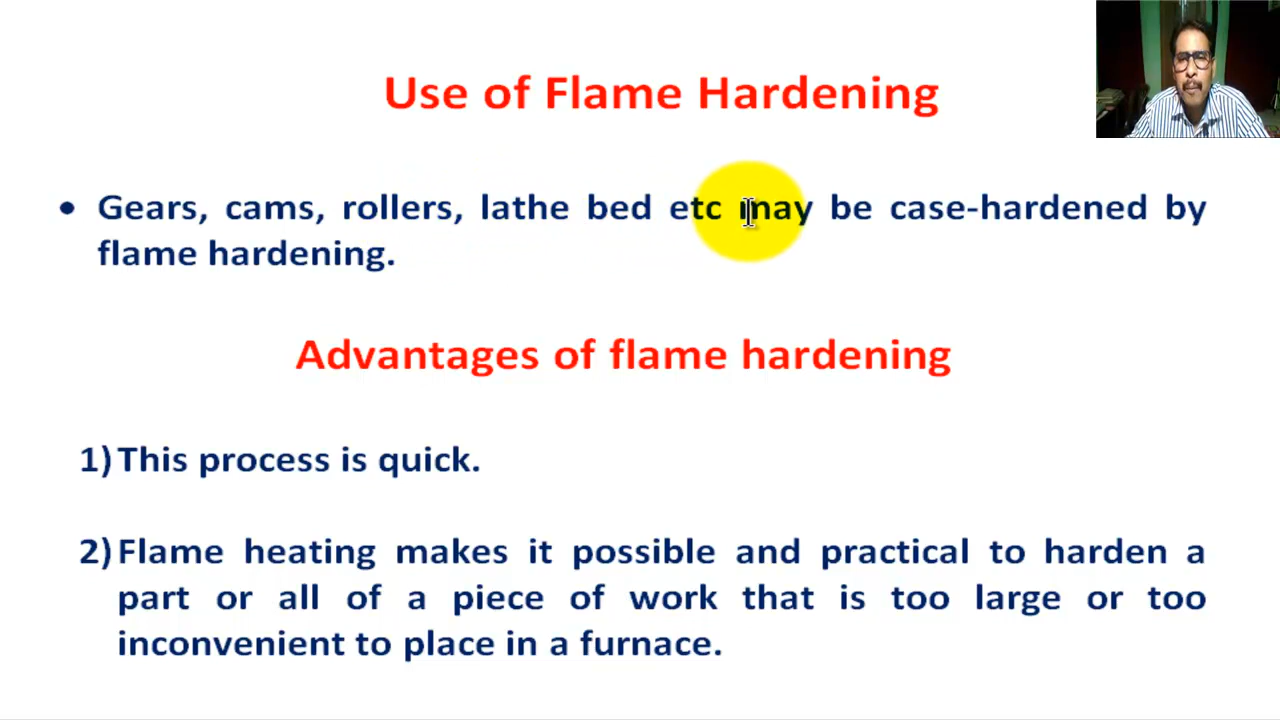 Use of Flame Hardening
• Gears, cams, rollers, lathe bed etc may be case-hardened by
flame hardening.
Advantages of flame hardening
1) This process is quick.
2) Flame heating makes it possible and practical to harden a
part or all of a piece of work that is too large or too
inconvenient to place in a furnace.